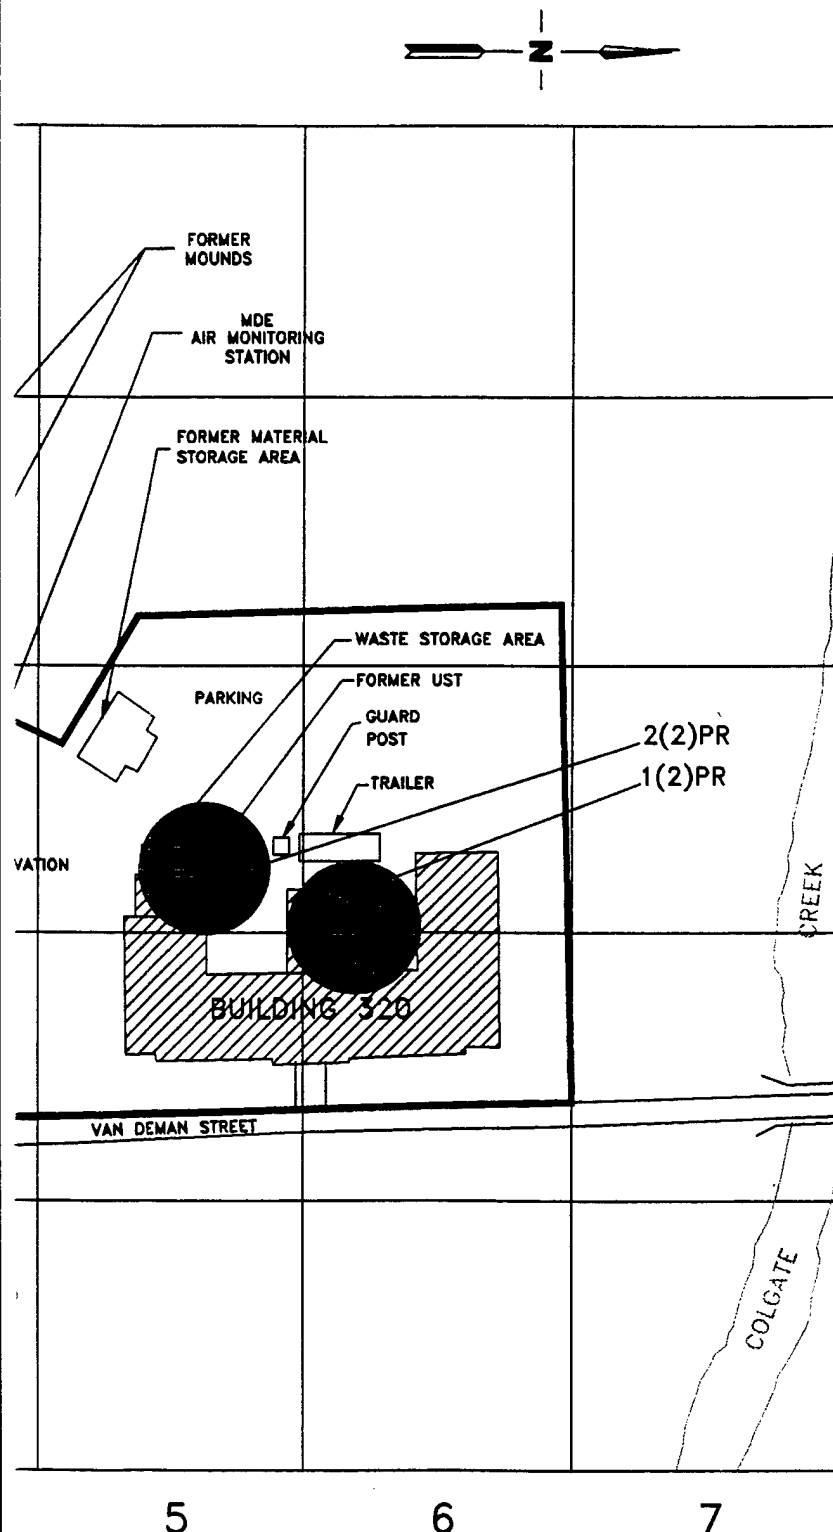 N
FORMER
MOUNDS
MDE
AIR MONITORING
STATION
FORMER MATERIAL
STORAGE AREA
WASTE STORAGE AREA
FORMER UST
PARKING
GUARD
POST
2(2)PR
1(2)PR
TRAILER
VATION
CREEK
BUILDING 320
VAN DEMAN STREET
COLGATE
5
6
7